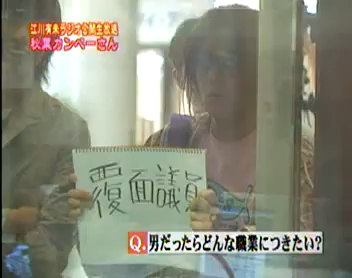 江川有未ラジオ公開生放送
秋葉カンペーさん
覆面議員
Q.男だったらどんな職業につきたい?